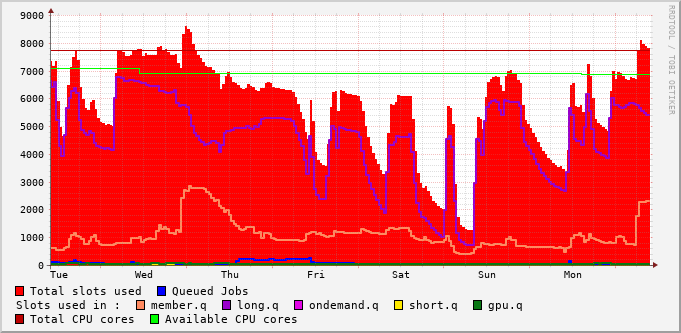 9000
8000
7000
6000
5000
4000
3000
2000
1000
0
Tue Wed Thu Fri Sat Sun Mon
Total slots used Queued Jobs
Slots used in : member.q long.q ondemand.q short.q gpu.q
Total CPU cores
Available CPU cores
RRDTOOL / TOBI OETIKER